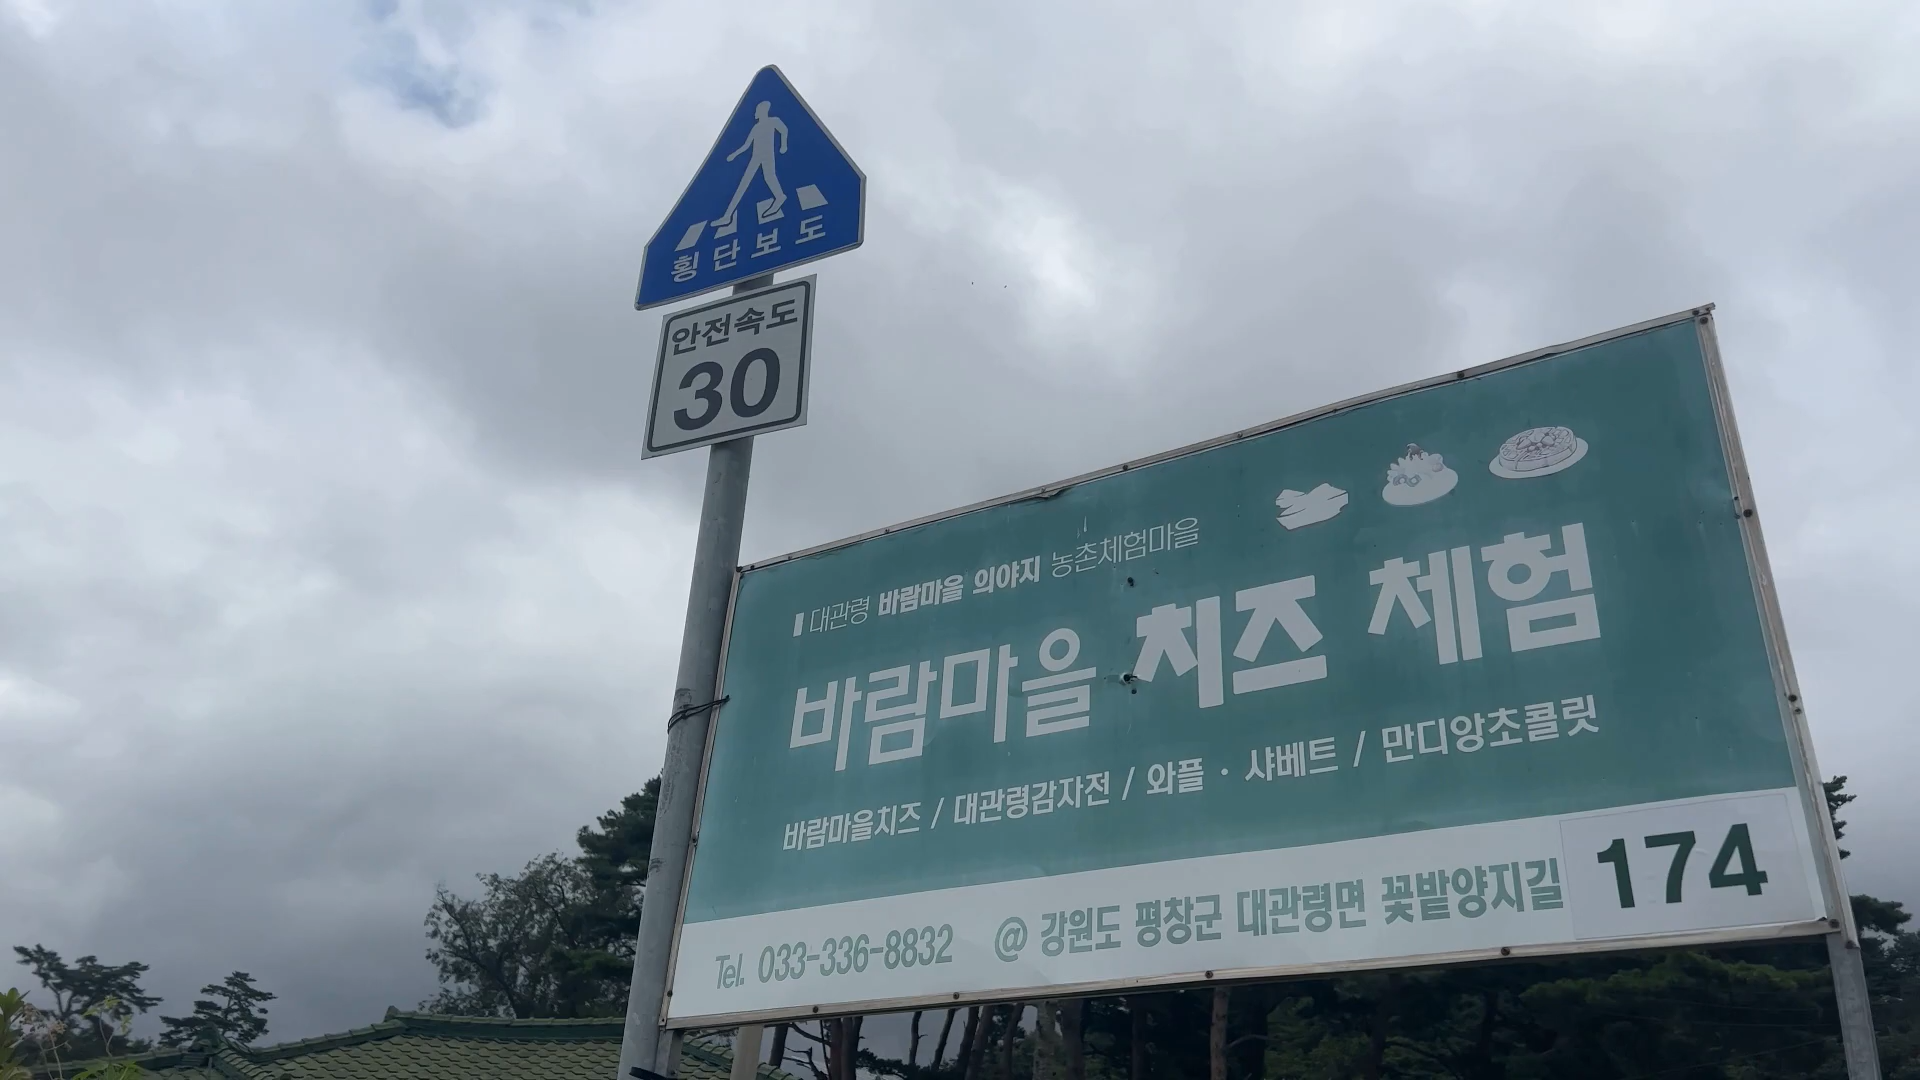 횡단보도
안전속도
30
대관령 바람마을 의야지 농촌체험마을
바람마을 치즈 체험
바람마을치즈 / 대관령감자전 / 와플 · 샤베트 / 만디앙초콜릿
Tel. 033-336-8832 @ 강원도 평창군 대관령면 꽃밭양지길 174